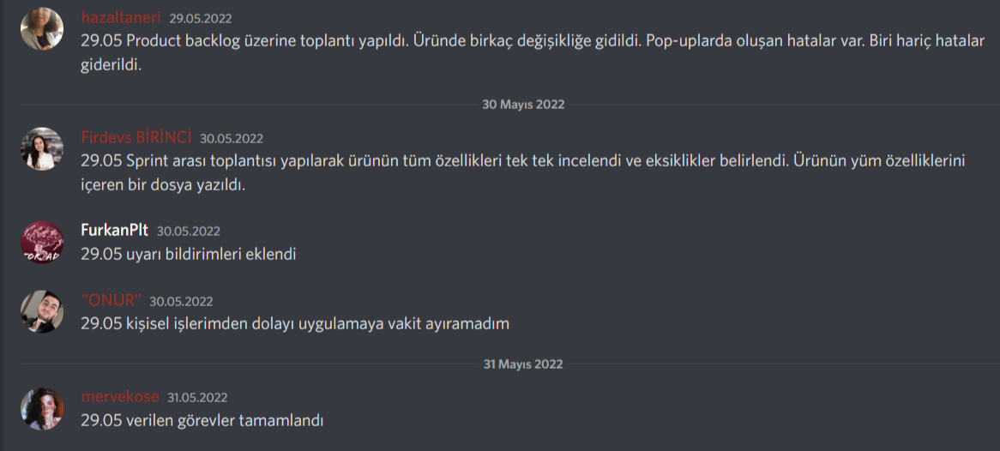 hazaltaneri 29.05.2022
29.05 Product backlog üzerine toplantı yapıldı. Üründe birkaç değişikliğe gidildi. Pop-uplarda oluşan hatalar var. Biri hariç hatalar
giderildi.
30 Mayıs 2022
Firdevs BİRİNCİ 30.05.2022
29.05 Sprint arası toplantısı yapılarak ürünün tüm özellikleri tek tek incelendi ve eksiklikler belirlendi. Ürünün yüm özelliklerini
içeren bir dosya yazıldı.
FurkanPlt 30.05.2022
29.05 uyarı bildirimleri eklendi
"ONUR" 30.05.2022
29.05 kişisel işlerimden dolayı uygulamaya vakit ayıramadım
31 Mayıs 2022
mervekose 31.05.2022
29.05 verilen görevler tamamlandı